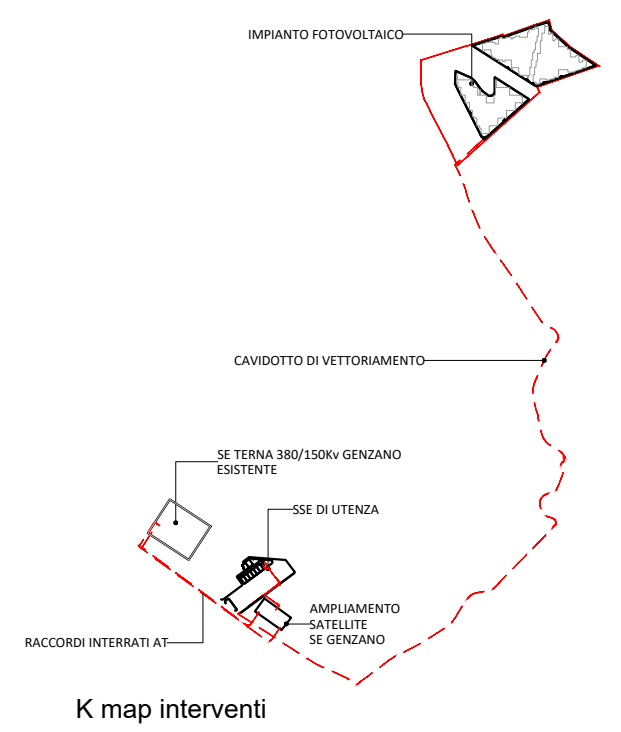 IMPIANTO FOTOVOLTAICO
CAVIDOTTO DI VETTORIAMENTO
SE TERNA 380/150Kv GENZANO
ESISTENTE
SSE DI UTENZA
AMPLIAMENTO
SATELLITE
SE GENZANO
RACCORDI INTERRATI AT
K map interventi